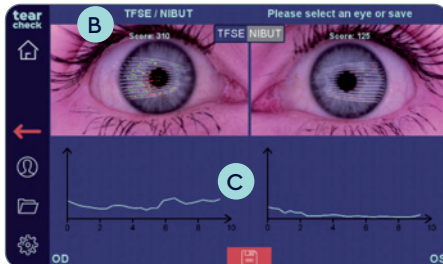 tear check
B TFSE / NIBUT Please select an eye or save
Score: 310 TFSE NIBUT Score: 125
C
0 2 4 6 8 10 0 2 4 6 8 10
OD OS